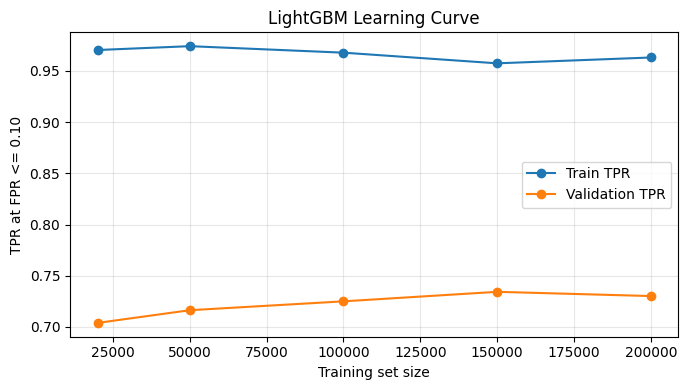 LightGBM Learning Curve
TPR at FPR <= 0.10
0.95
0.90
0.85
0.80
0.75
0.70
Train TPR
Validation TPR
25000 50000 75000 100000 125000 150000 175000 200000
Training set size